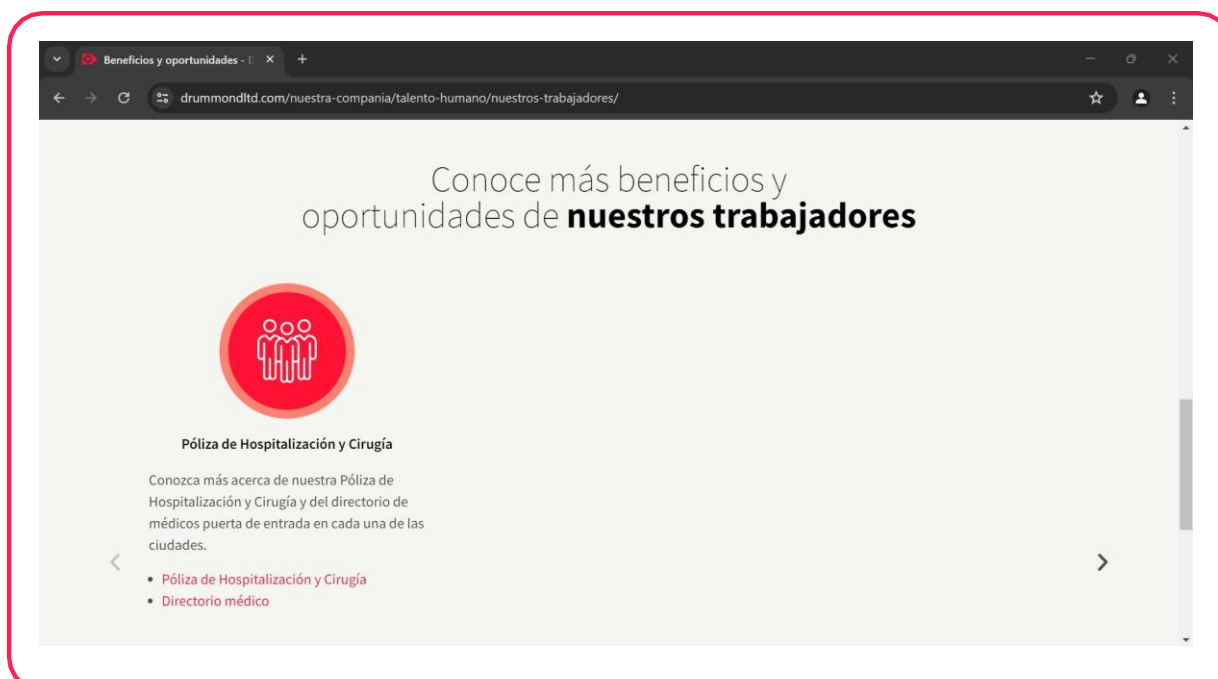 Beneficios y oportunidades - D
drummondltd.com/nuestra-compania/talento-humano/nuestros-trabajadores/
Conoce más beneficios y
oportunidades de nuestros trabajadores
Póliza de Hospitalización y Cirugía
Conozca más acerca de nuestra Póliza de
Hospitalización y Cirugía y del directorio de
médicos puerta de entrada en cada una de las
ciudades.
• Póliza de Hospitalización y Cirugía
• Directorio médico